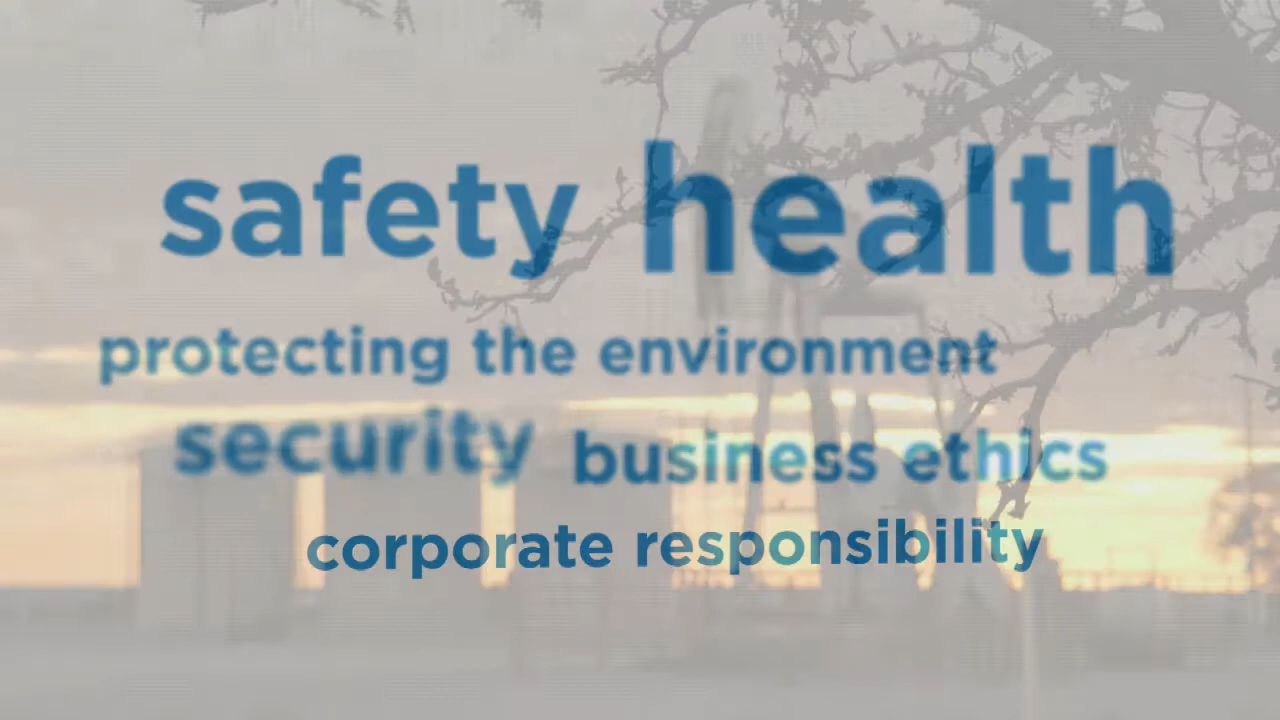 safety health
protecting the environment
security business ethics
corporate responsibility